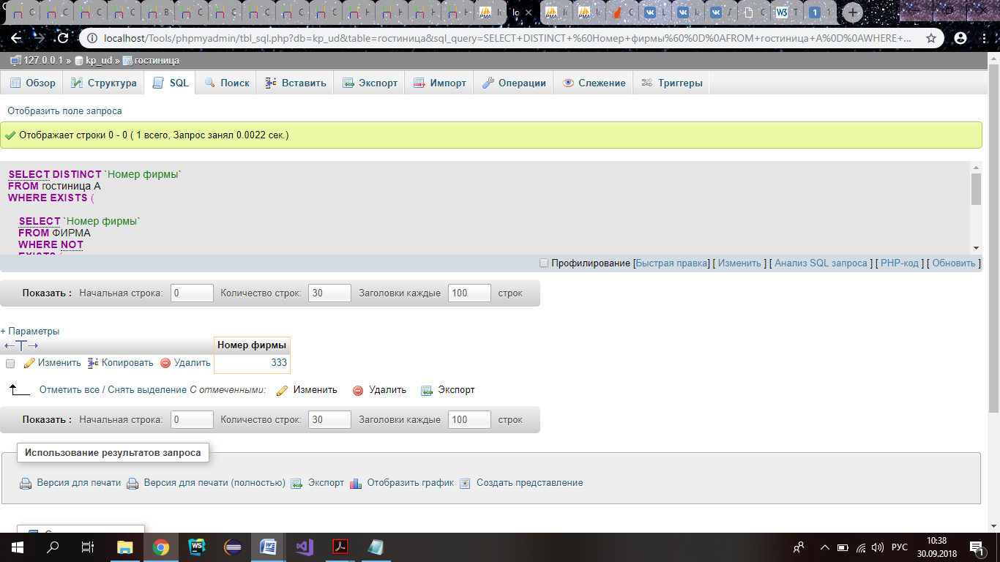 localhost/Tools/phpmyadmin/tbl_sql.php?db=kp_ud&table=гостиница&sql_query=SELECT+DISTINCT+%60Номер+фирмы%60%0D%0AFROM+гостиница+A%0D%0AWHERE+...
127.0.0.1 » kp_ud » гостиница
Обзор Структура SQL Поиск Вставить Экспорт Импорт Операции Слежение Триггеры
Отобразить поле запроса
Отображает строки 0 - 0 ( 1 всего, Запрос занял 0.0022 сек.)
SELECT DISTINCT `Номер фирмы`
FROM гостиница A
WHERE EXISTS (
SELECT `Номер фирмы`
FROM ФИРМА
WHERE NOT
EXISTS (
Профилирование [Быстрая правка] [ Изменить ] [ Анализ SQL запроса ] [ PHP-код ] [ Обновить ]
Показать : Начальная строка: 0 Количество строк: 30 Заголовки каждые 100 строк
+ Параметры
←T→ Номер фирмы
Изменить Копировать Удалить 333
Отметить все / Снять выделение С отмеченными: Изменить Удалить Экспорт
Показать : Начальная строка: 0 Количество строк: 30 Заголовки каждые 100 строк
Использование результатов запроса
Версия для печати Версия для печати (полностью) Экспорт Отобразить график Создать представление
РУС
10:38
30.09.2018
1